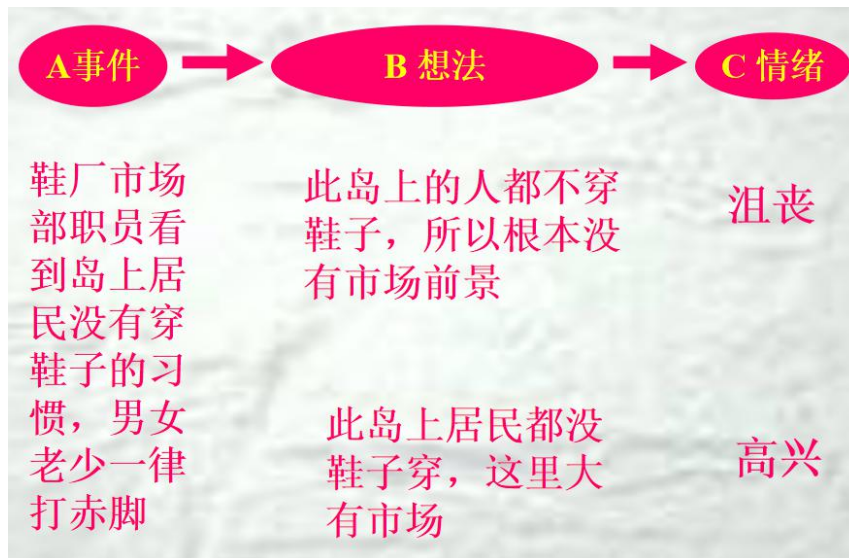 A事件
B 想法
C 情绪
鞋厂市场
部职员看
到岛上居
民没有穿
鞋子的习
惯，男女
老少一律
打赤脚
此岛上的人都不穿
鞋子，所以根本没
有市场前景
沮丧
此岛上居民都没
鞋子穿，这里大
有市场
高兴